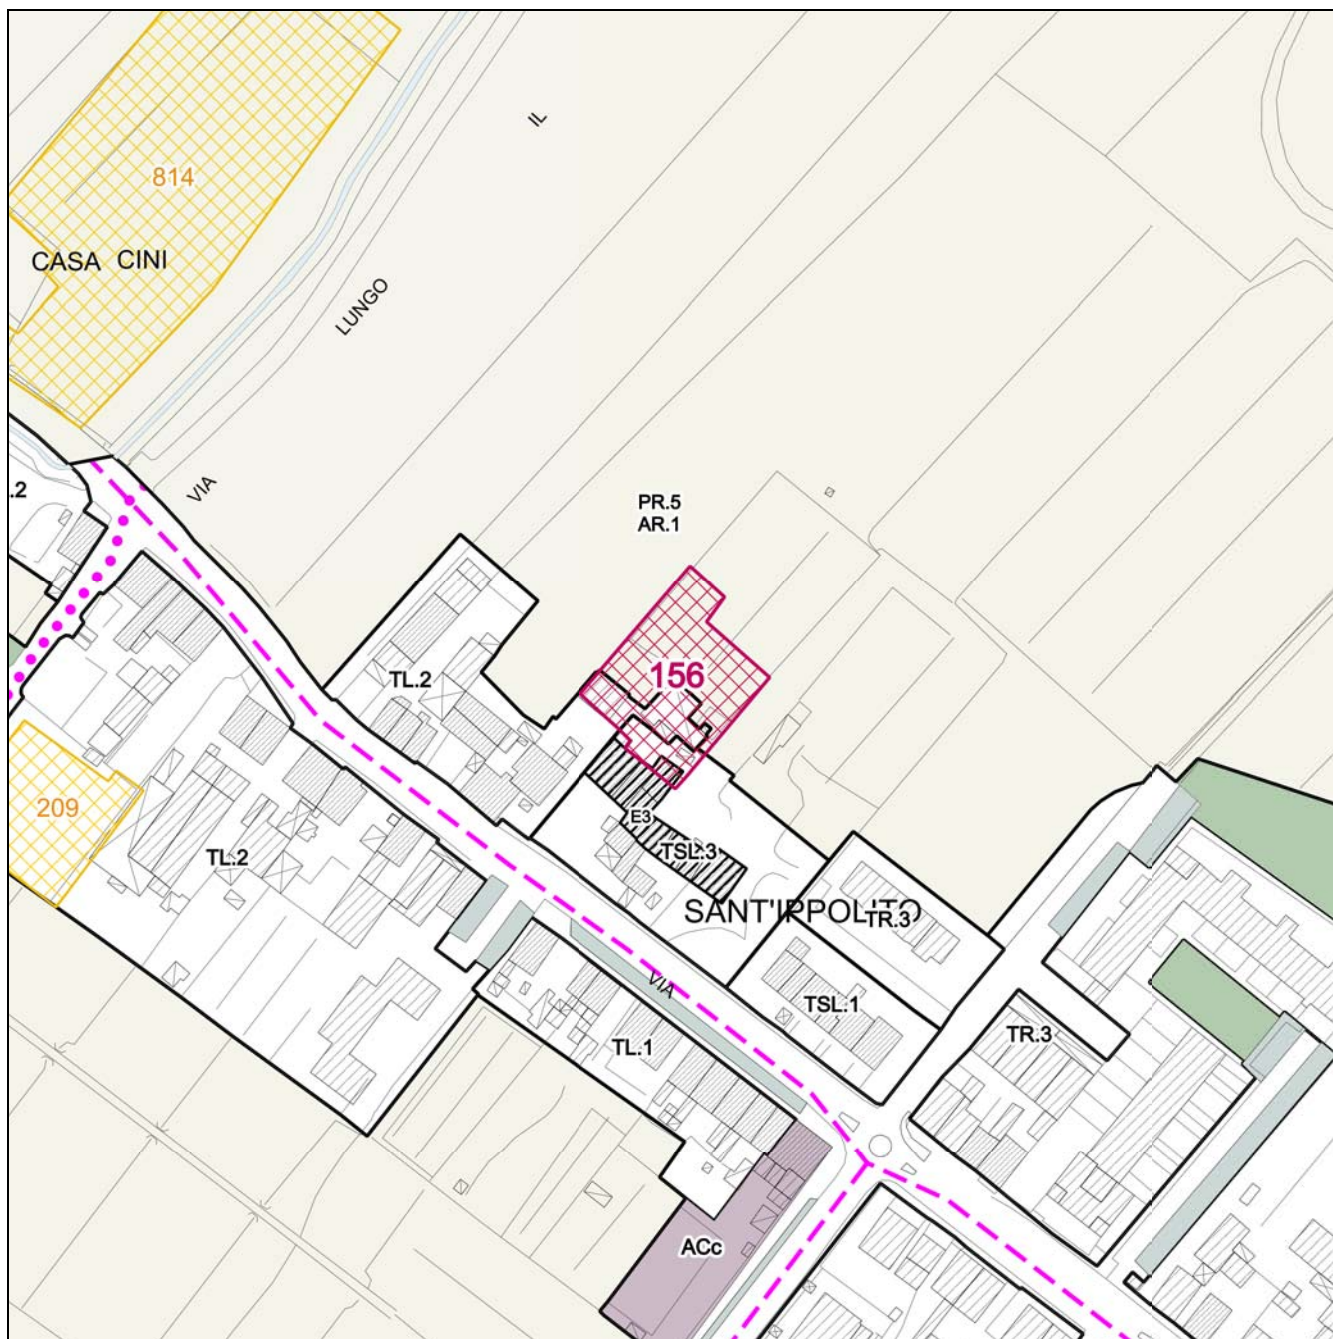 IL
814
CASA CINI
LUNGO
VIA
.2
PR.5
AR.1
156
TL.2
209
E3
TL.2
TSL.3
SANT'IPPOLITO
TR.3
VIA
TSL.1
TR.3
TL.1
ACc